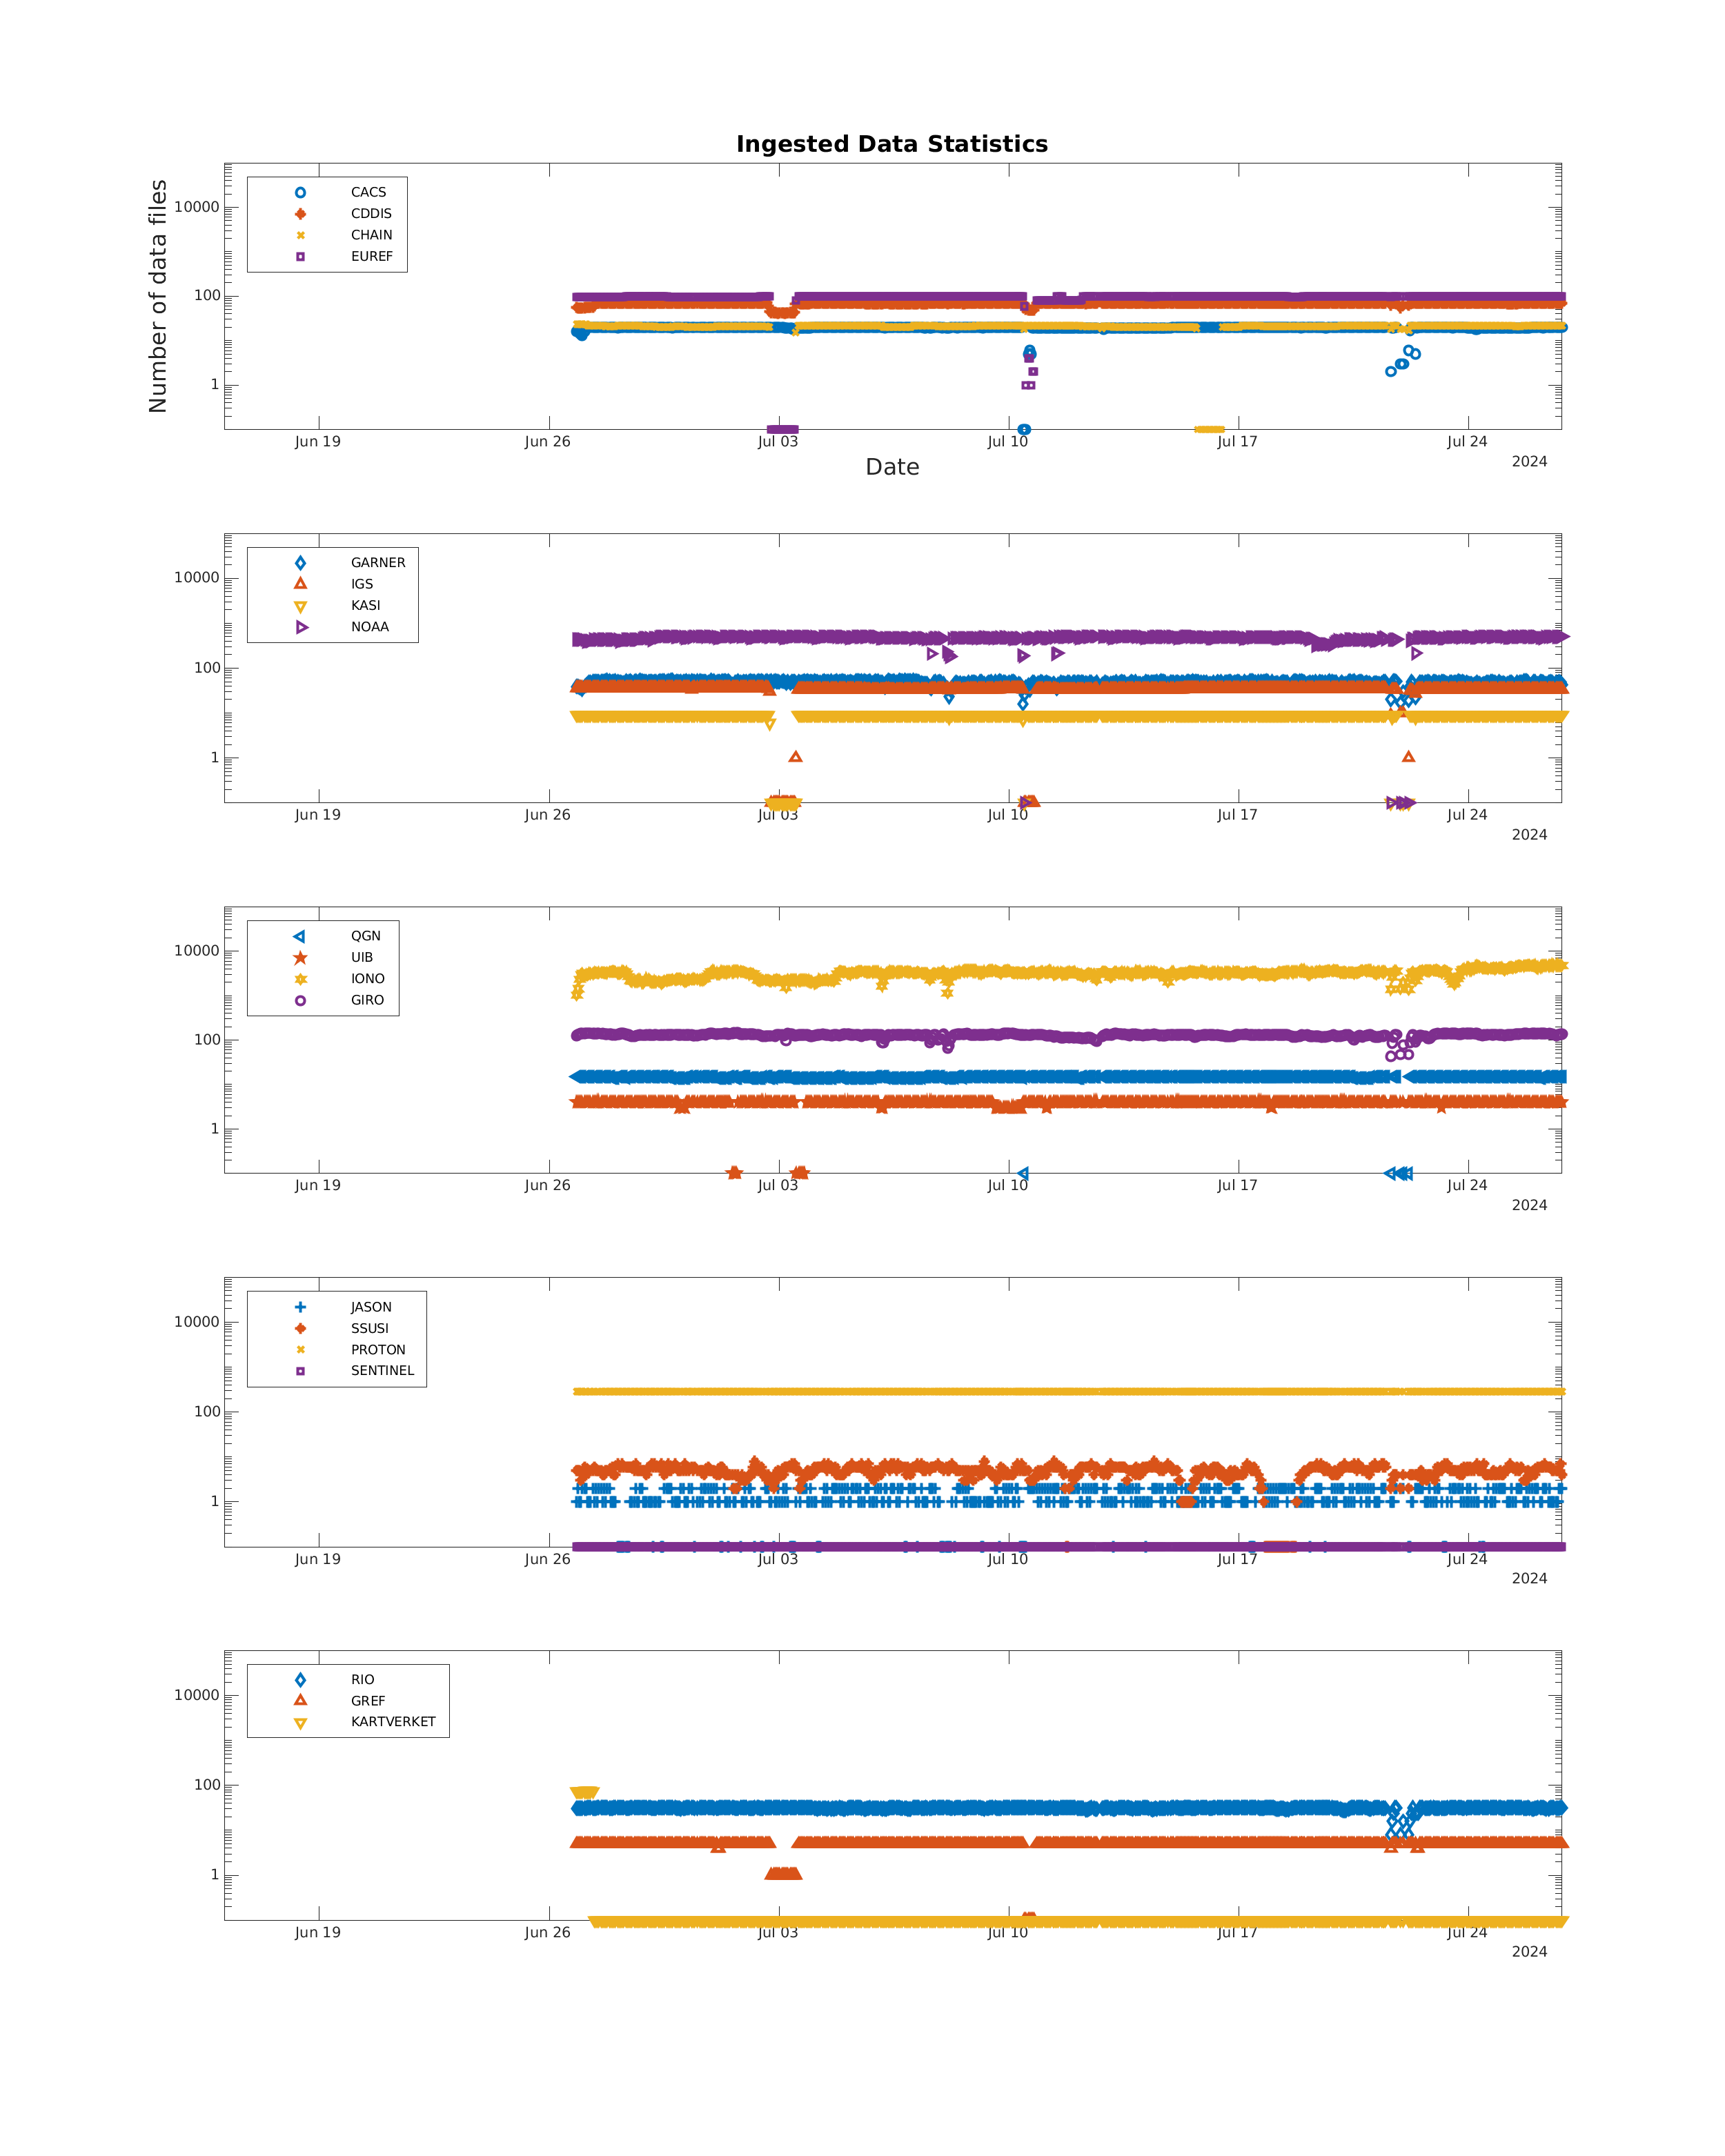 Ingested Data Statistics
Number of data files
10000
100
1
CACS
CDDIS
CHAIN
EUREF
Jun 19 Jun 26 Jul 03 Jul 10 Jul 17 Jul 24
2024
Date
10000
100
1
GARNER
IGS
KASI
NOAA
Jun 19 Jun 26 Jul 03 Jul 10 Jul 17 Jul 24
2024
10000
100
1
QGN
UIB
IONO
GIRO
Jun 19 Jun 26 Jul 03 Jul 10 Jul 17 Jul 24
2024
10000
100
1
JASON
SSUSI
PROTON
SENTINEL
Jun 19 Jun 26 Jul 03 Jul 10 Jul 17 Jul 24
2024
10000
100
1
RIO
GREF
KARTVERKET
Jun 19 Jun 26 Jul 03 Jul 10 Jul 17 Jul 24
2024